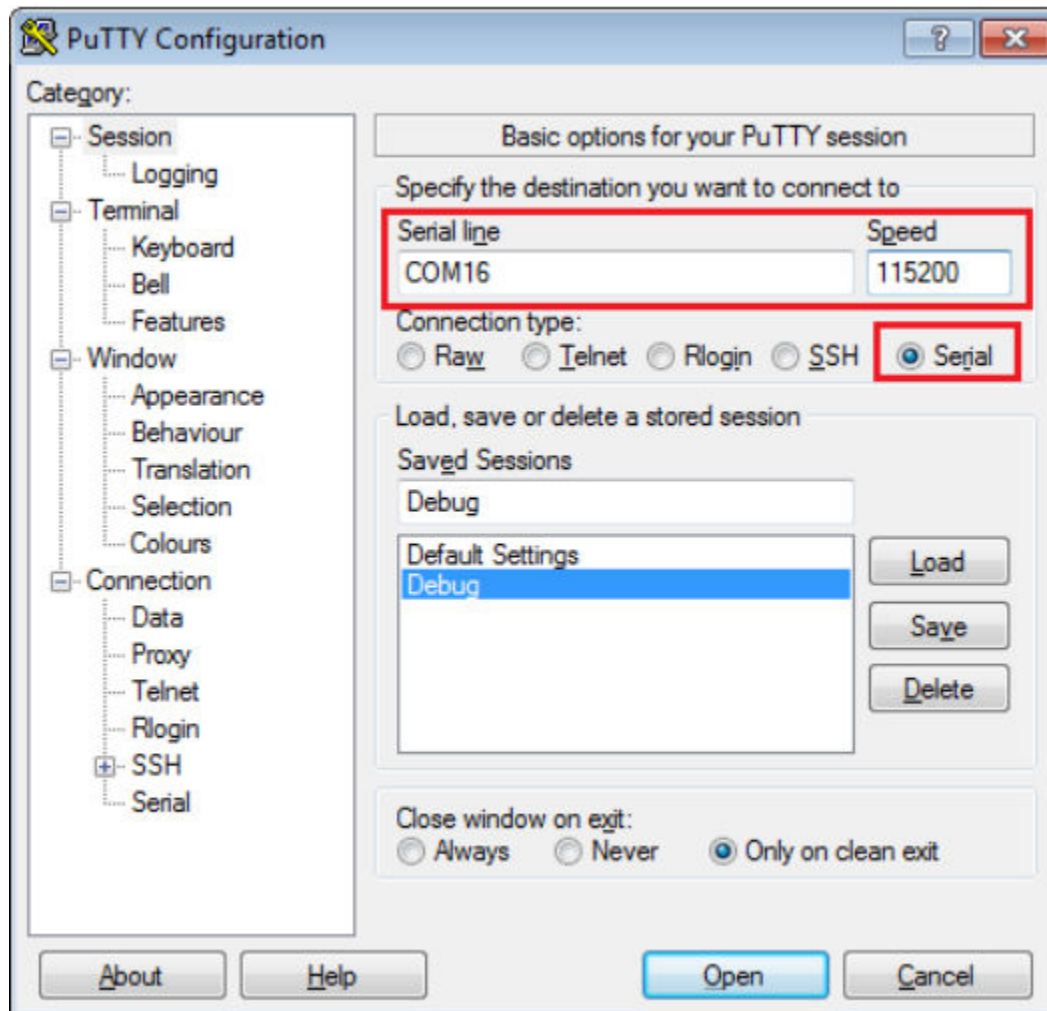 PuTTY Configuration
Category:
Session
Logging
Terminal
Keyboard
Bell
Features
Window
Appearance
Behaviour
Translation
Selection
Colours
Connection
Data
Proxy
Telnet
Rlogin
SSH
Serial
Basic options for your PuTTY session
Specify the destination you want to connect to
Serial line Speed
COM16 115200
Connection type:
Raw Telnet Rlogin SSH Serial
Load, save or delete a stored session
Saved Sessions
Debug
Default Settings
Debug
Load
Save
Delete
Close window on exit:
Always Never Only on clean exit
About Help Open Cancel